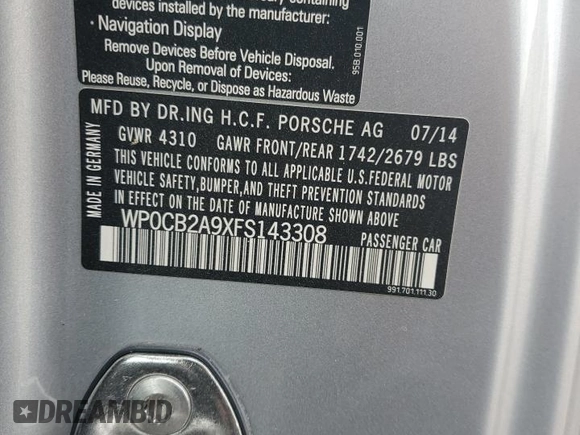 devices installed by the manufacturer:
· Navigation Display
Remove Devices Before Vehicle Disposal.
Upon Removal of Devices:
Please Reuse, Recycle, or Dispose as Hazardous Waste
95B.010.001
MFD BY DR.ING H.C.F. PORSCHE AG 07/14
GVWR 4310 GAWR FRONT/REAR 1742/2679 LBS
THIS VEHICLE CONFORMS TO ALL APPLICABLE U.S.FEDERAL MOTOR
VEHICLE SAFETY,BUMPER,AND THEFT PREVENTION STANDARDS
IN EFFECT ON THE DATE OF MANUFACTURE SHOWN ABOVE
WP0CB2A9XFS143308
PASSENGER CAR
MADE IN GERMANY
991.701.111.30
DREAMBID